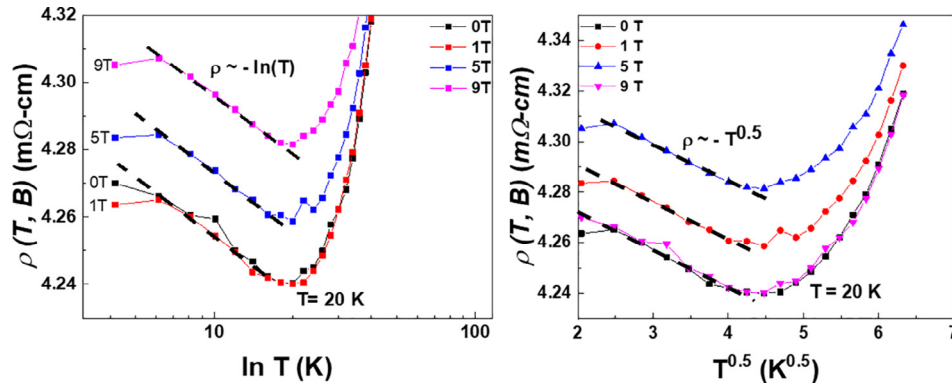 4.32
4.30
4.28
4.26
4.24
ρ (T, B) (mΩ-cm)
9T
5T
0T
1T
ρ ~ - ln(T)
T= 20 K
0T
1T
5T
9T
10
100
ln T (K)
4.34
4.32
4.30
4.28
4.26
4.24
ρ (T, B) (mΩ-cm)
0 T
1 T
5 T
9 T
ρ ~ - T^0.5
T= 20 K
2
3
4
5
6
7
T^0.5 (K^0.5)